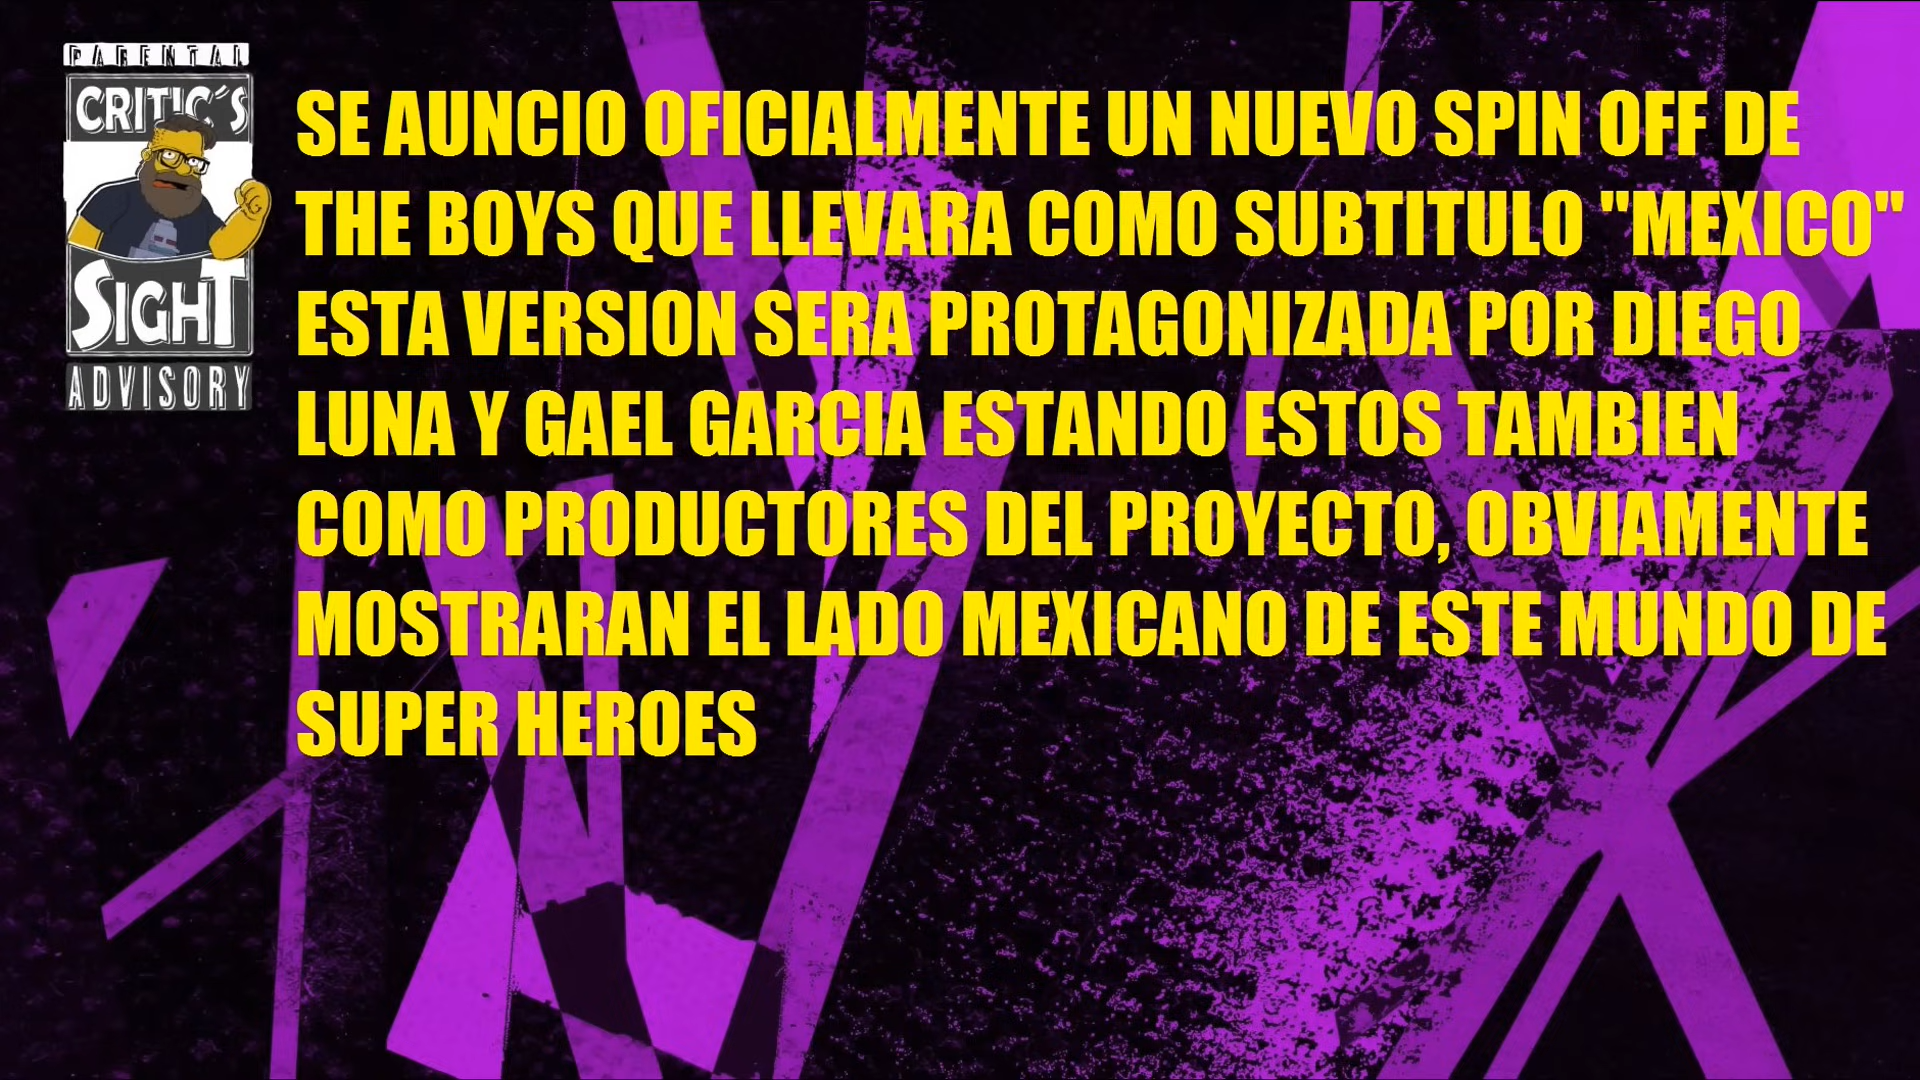 PARENTAL
CRITIC´S
SIGHT
ADVISORY
SE AUNCIO OFICIALMENTE UN NUEVO SPIN OFF DE
THE BOYS QUE LLEVARA COMO SUBTITULO "MEXICO"
ESTA VERSION SERA PROTAGONIZADA POR DIEGO
LUNA Y GAEL GARCIA ESTANDO ESTOS TAMBIEN
COMO PRODUCTORES DEL PROYECTO, OBVIAMENTE
MOSTRARAN EL LADO MEXICANO DE ESTE MUNDO DE
SUPER HEROES